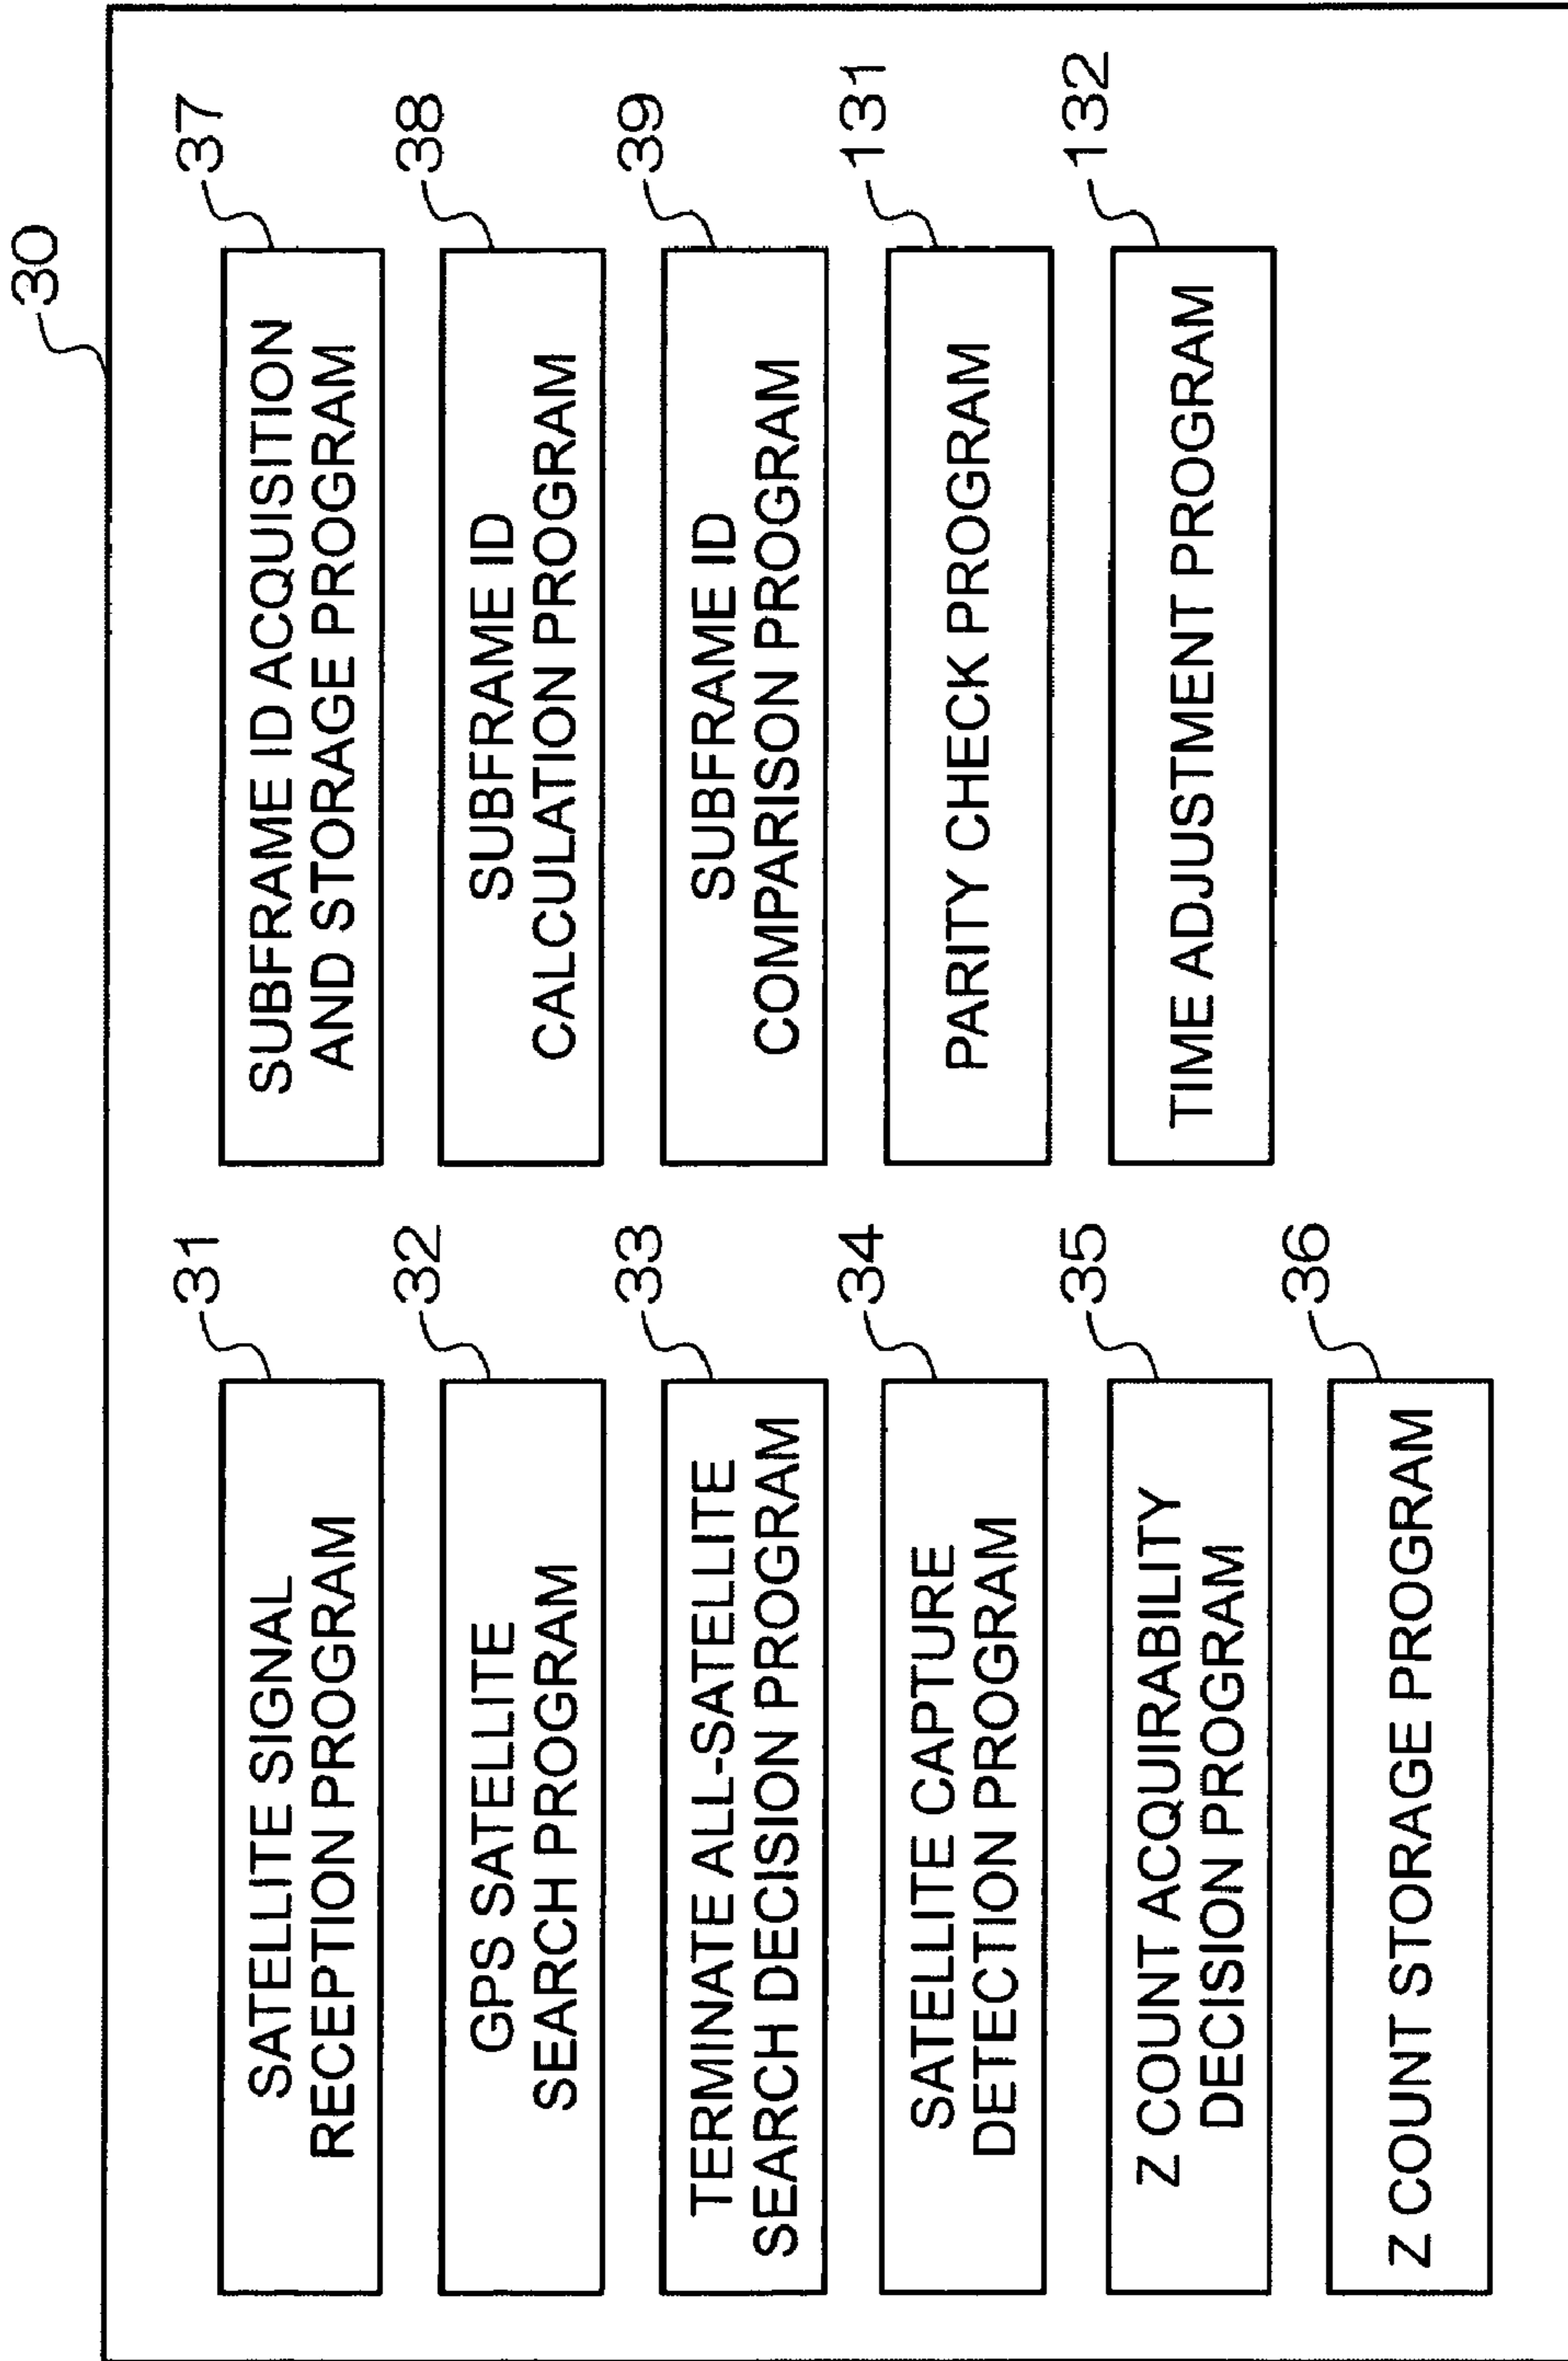 30
31
SATELLITE SIGNAL
RECEPTION PROGRAM
32
GPS SATELLITE
SEARCH PROGRAM
33
TERMINATE ALL-SATELLITE
SEARCH DECISION PROGRAM
34
SATELLITE CAPTURE
DETECTION PROGRAM
35
Z COUNT ACQUIRABILITY
DECISION PROGRAM
36
Z COUNT STORAGE PROGRAM
37
SUBFRAME ID ACQUISITION
AND STORAGE PROGRAM
38
SUBFRAME ID
CALCULATION PROGRAM
39
SUBFRAME ID
COMPARISON PROGRAM
131
PARITY CHECK PROGRAM
132
TIME ADJUSTMENT PROGRAM